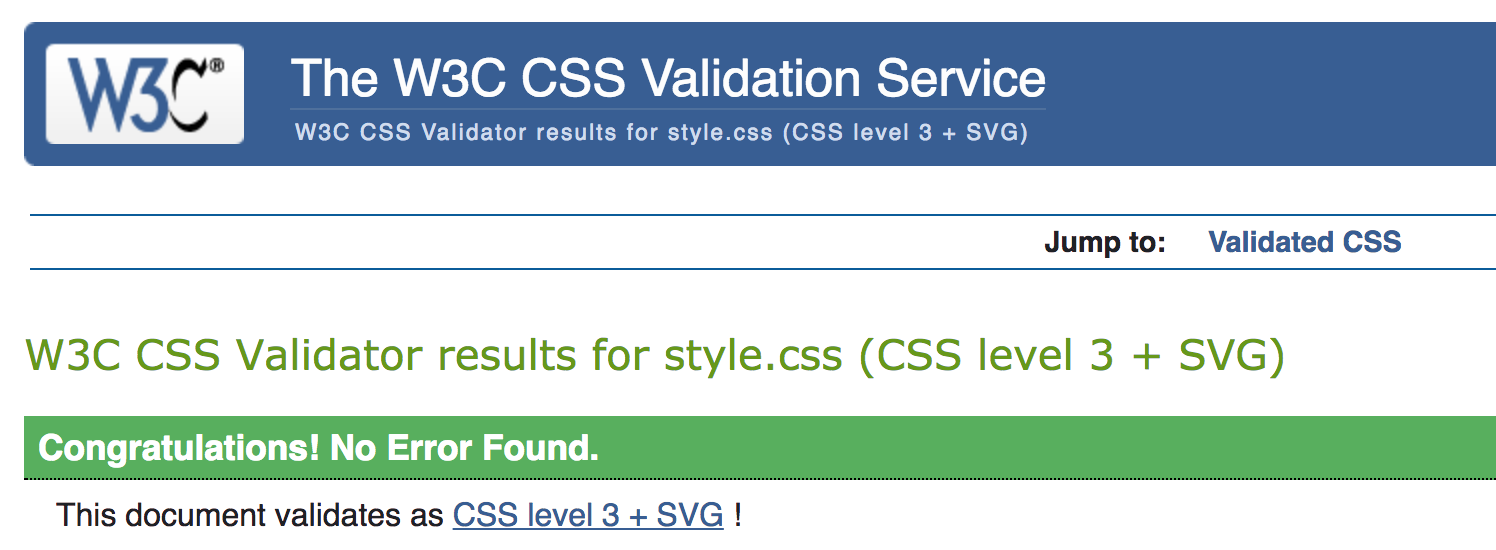 W3C®
The W3C CSS Validation Service
W3C CSS Validator results for style.css (CSS level 3 + SVG)
Jump to: Validated CSS
W3C CSS Validator results for style.css (CSS level 3 + SVG)
Congratulations! No Error Found.
This document validates as CSS level 3 + SVG !